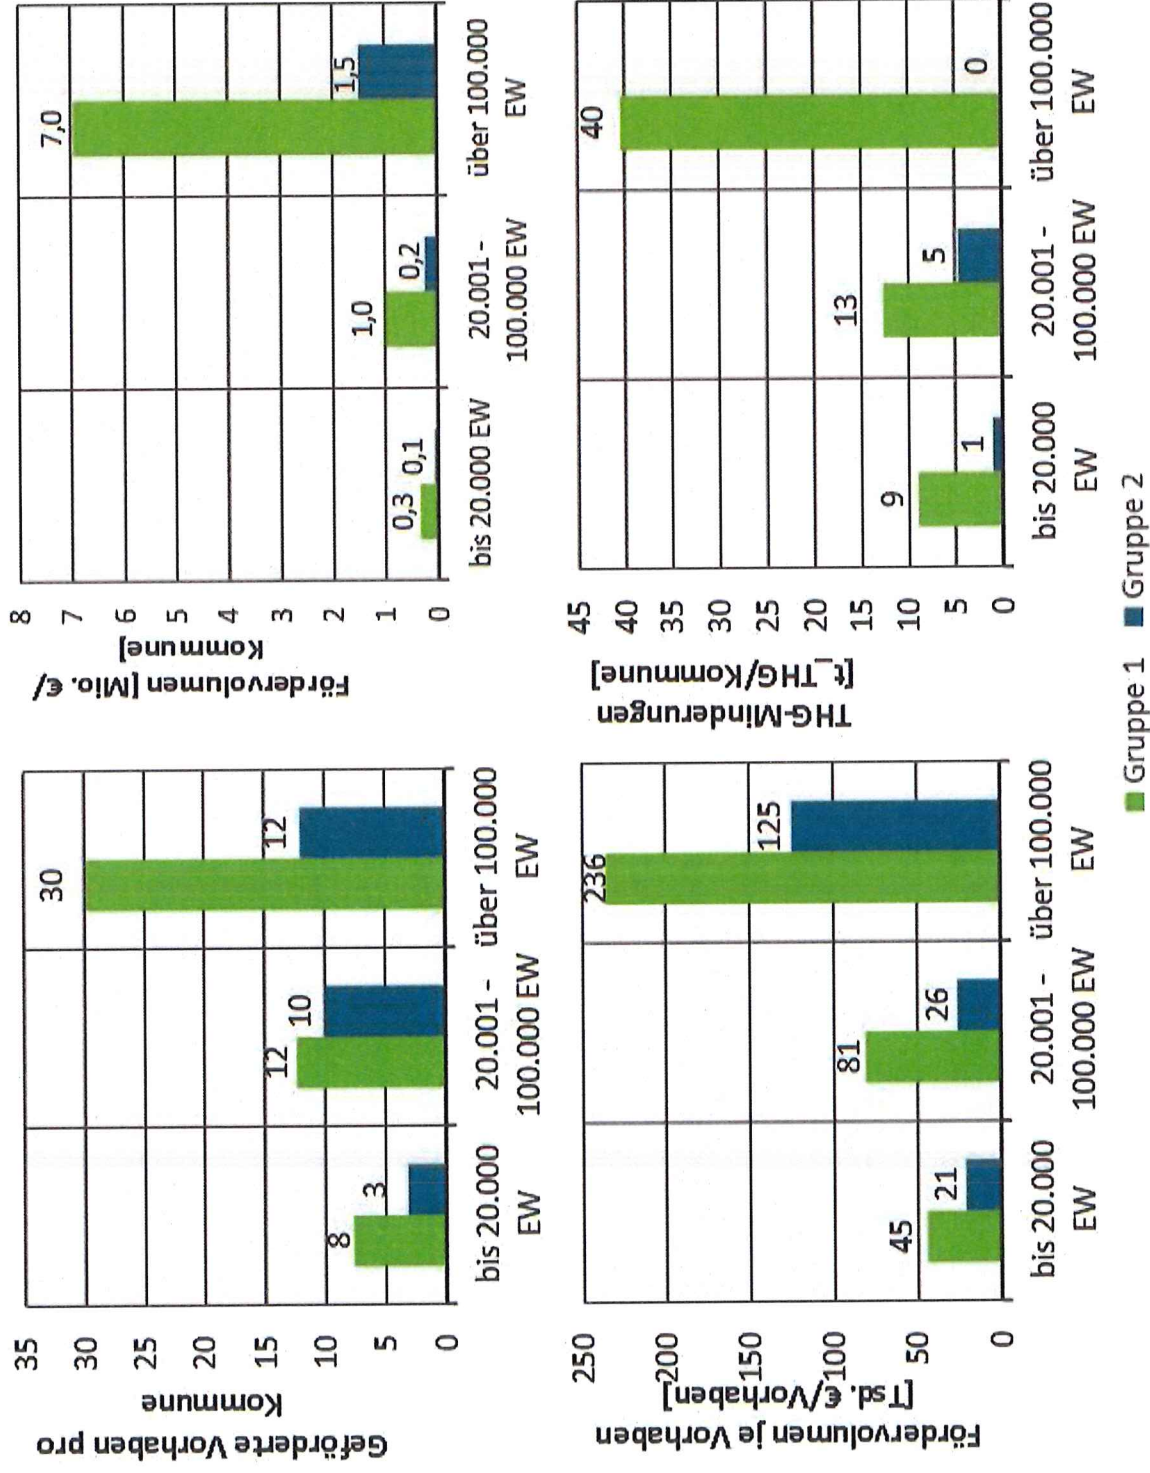 Geförderte Vorhaben pro
Kommune
35
30
25
20
15
10
5
0
8
3
12
10
30
12
bis 20.000
EW
20.001 -
100.000 EW
über 100.000
EW
Fördervolumen [Mio. €/
Kommune]
8
7
6
5
4
3
2
1
0
0,3
0,1
1,0
0,2
7,0
1,5
bis 20.000 EW
20.001 -
100.000 EW
über 100.000
EW
Fördervolumen je Vorhaben
[Tsd. €/Vorhaben]
250
200
150
100
50
0
45
21
81
26
236
125
bis 20.000
EW
20.001 -
100.000 EW
über 100.000
EW
THG-Minderungen
[t_THG/Kommune]
45
40
35
30
25
20
15
10
5
0
9
1
13
5
40
0
bis 20.000
EW
20.001 -
100.000 EW
über 100.000
EW
Gruppe 1
Gruppe 2